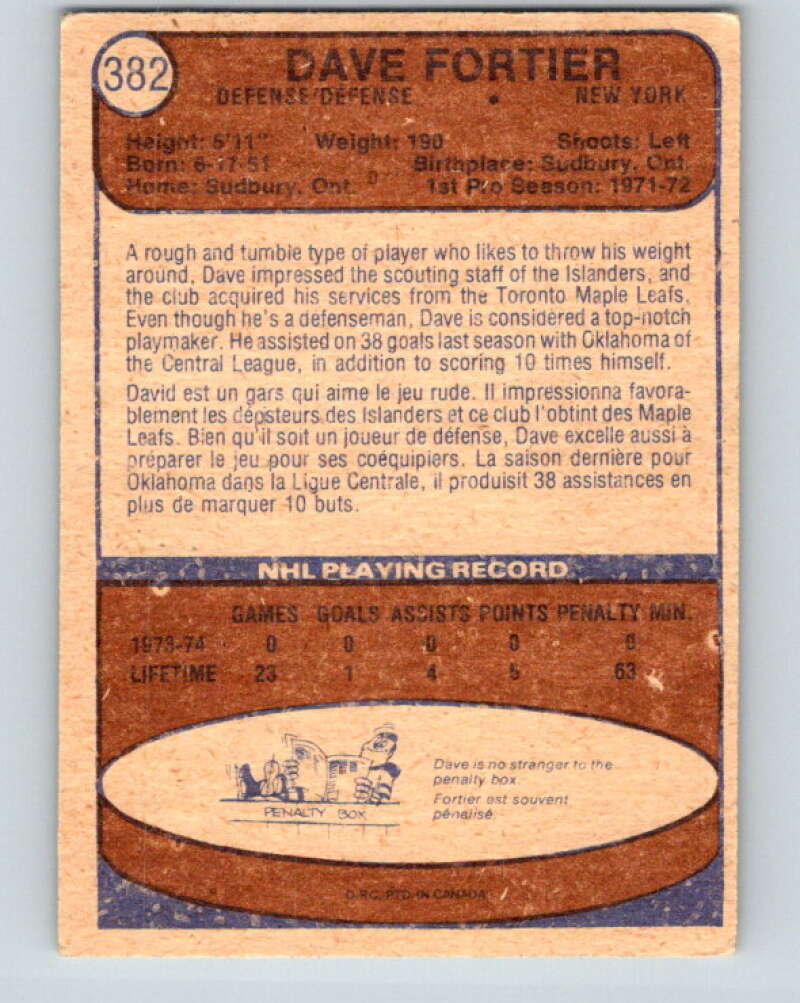 382
DAVE FORTIER
DEFENSE/DÉFENSE • NEW YORK
Height: 5'11" Weight: 190 Shoots: Left
Born: 6-17-51 Birthplace: Sudbury, Ont.
Home: Sudbury, Ont. 1st Pro Season: 1971-72
A rough and tumble type of player who likes to throw his weight
around, Dave impressed the scouting staff of the Islanders, and
the club acquired his services from the Toronto Maple Leafs.
Even though he's a defenseman, Dave is considered a top-notch
playmaker. He assisted on 38 goals last season with Oklahoma of
the Central League, in addition to scoring 10 times himself.
David est un gars qui aime le jeu rude. Il impressionna favora-
blement les dépisteurs des Islanders et ce club l'obtint des Maple
Leafs. Bien qu'il soit un joueur de défense, Dave excelle aussi à
préparer le jeu pour ses coéquipiers. La saison dernière pour
Oklahoma dans la Ligue Centrale, il produisit 38 assistances en
plus de marquer 10 buts.
NHL PLAYING RECORD
GAMES GOALS ASSISTS POINTS PENALTY MIN.
1973-74 0 0 0 0 0
LIFETIME 23 1 4 5 63
Dave is no stranger to the
penalty box.
Fortier est souvent
pénalisé.
PENALTY BOX
O.P.C. PTD. IN CANADA